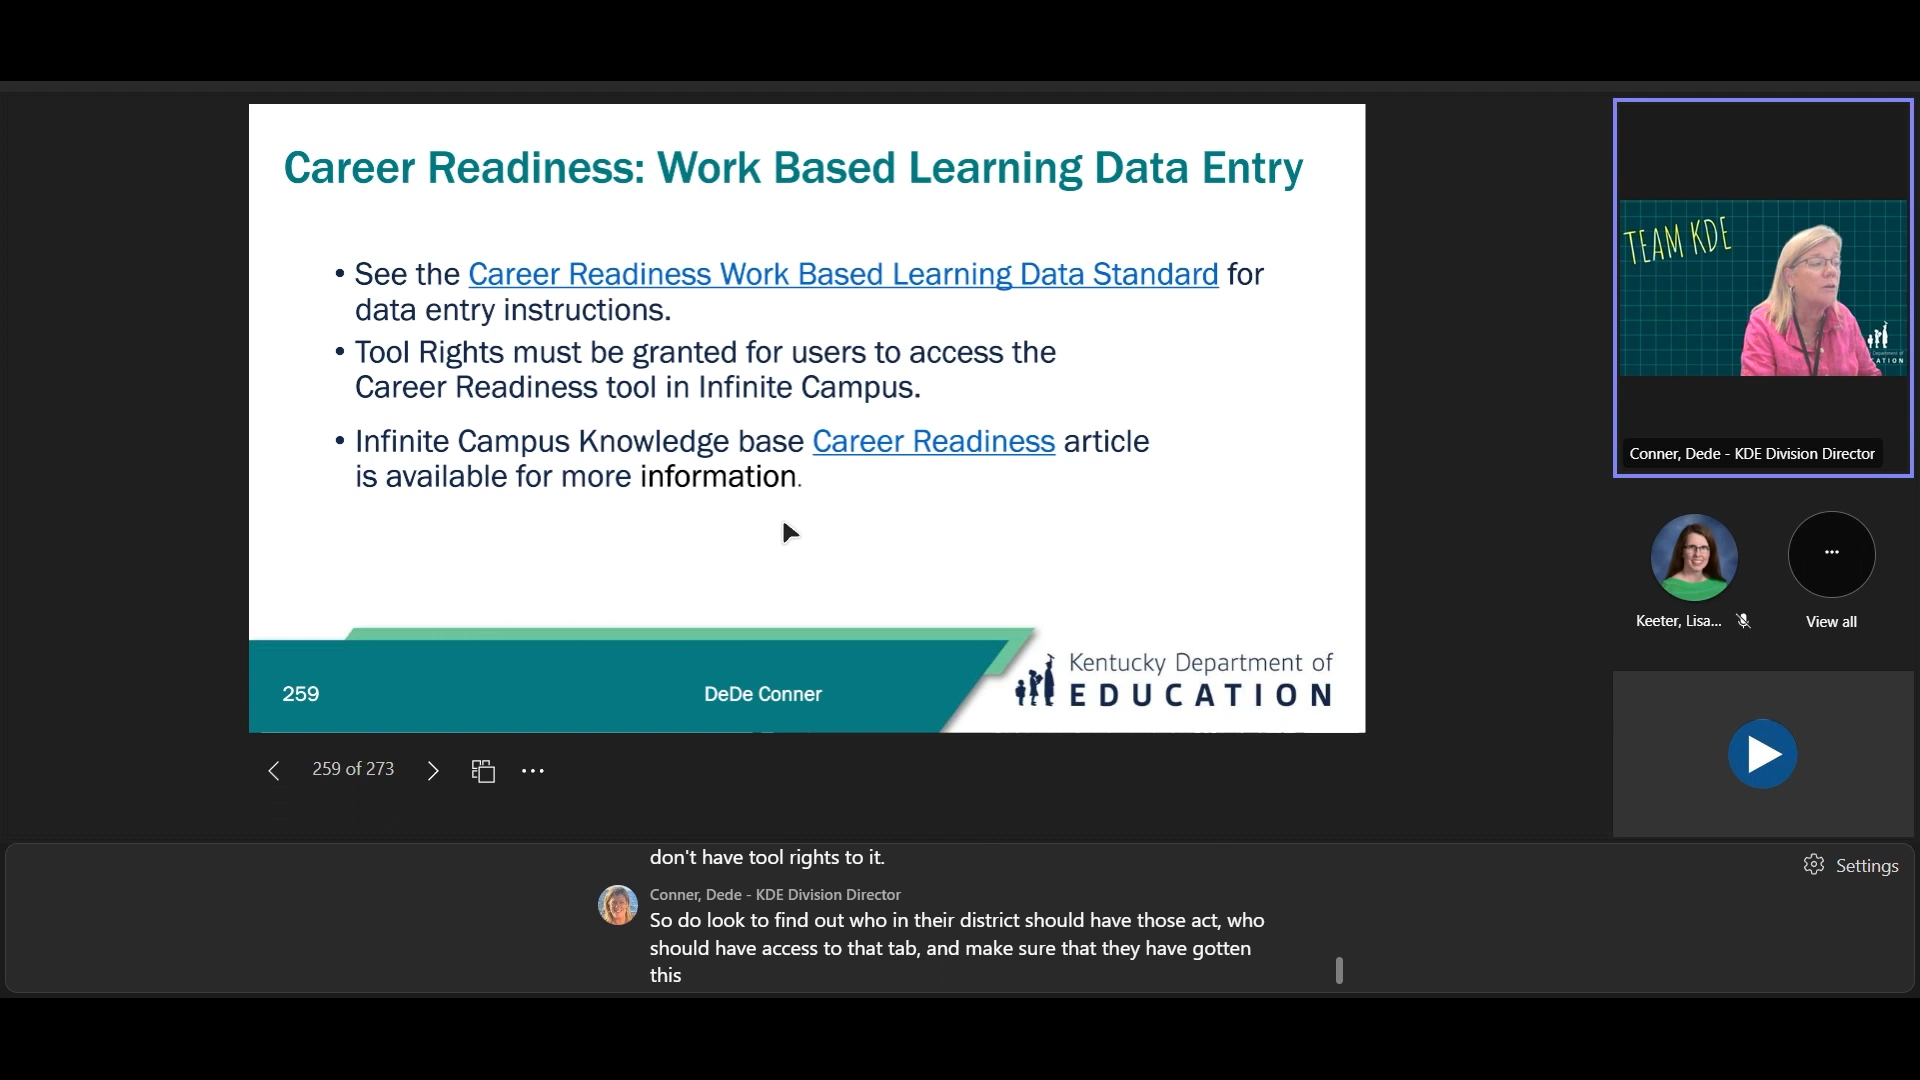 Career Readiness: Work Based Learning Data Entry
• See the Career Readiness Work Based Learning Data Standard for
data entry instructions.
• Tool Rights must be granted for users to access the
Career Readiness tool in Infinite Campus.
• Infinite Campus Knowledge base Career Readiness article
is available for more information.
259
DeDe Conner
Kentucky Department of
EDUCATION
259 of 273
TEAM KDE
Conner, Dede - KDE Division Director
Keeter, Lisa...
View all
Settings
don't have tool rights to it.
Conner, Dede - KDE Division Director
So do look to find out who in their district should have those act, who
should have access to that tab, and make sure that they have gotten
this